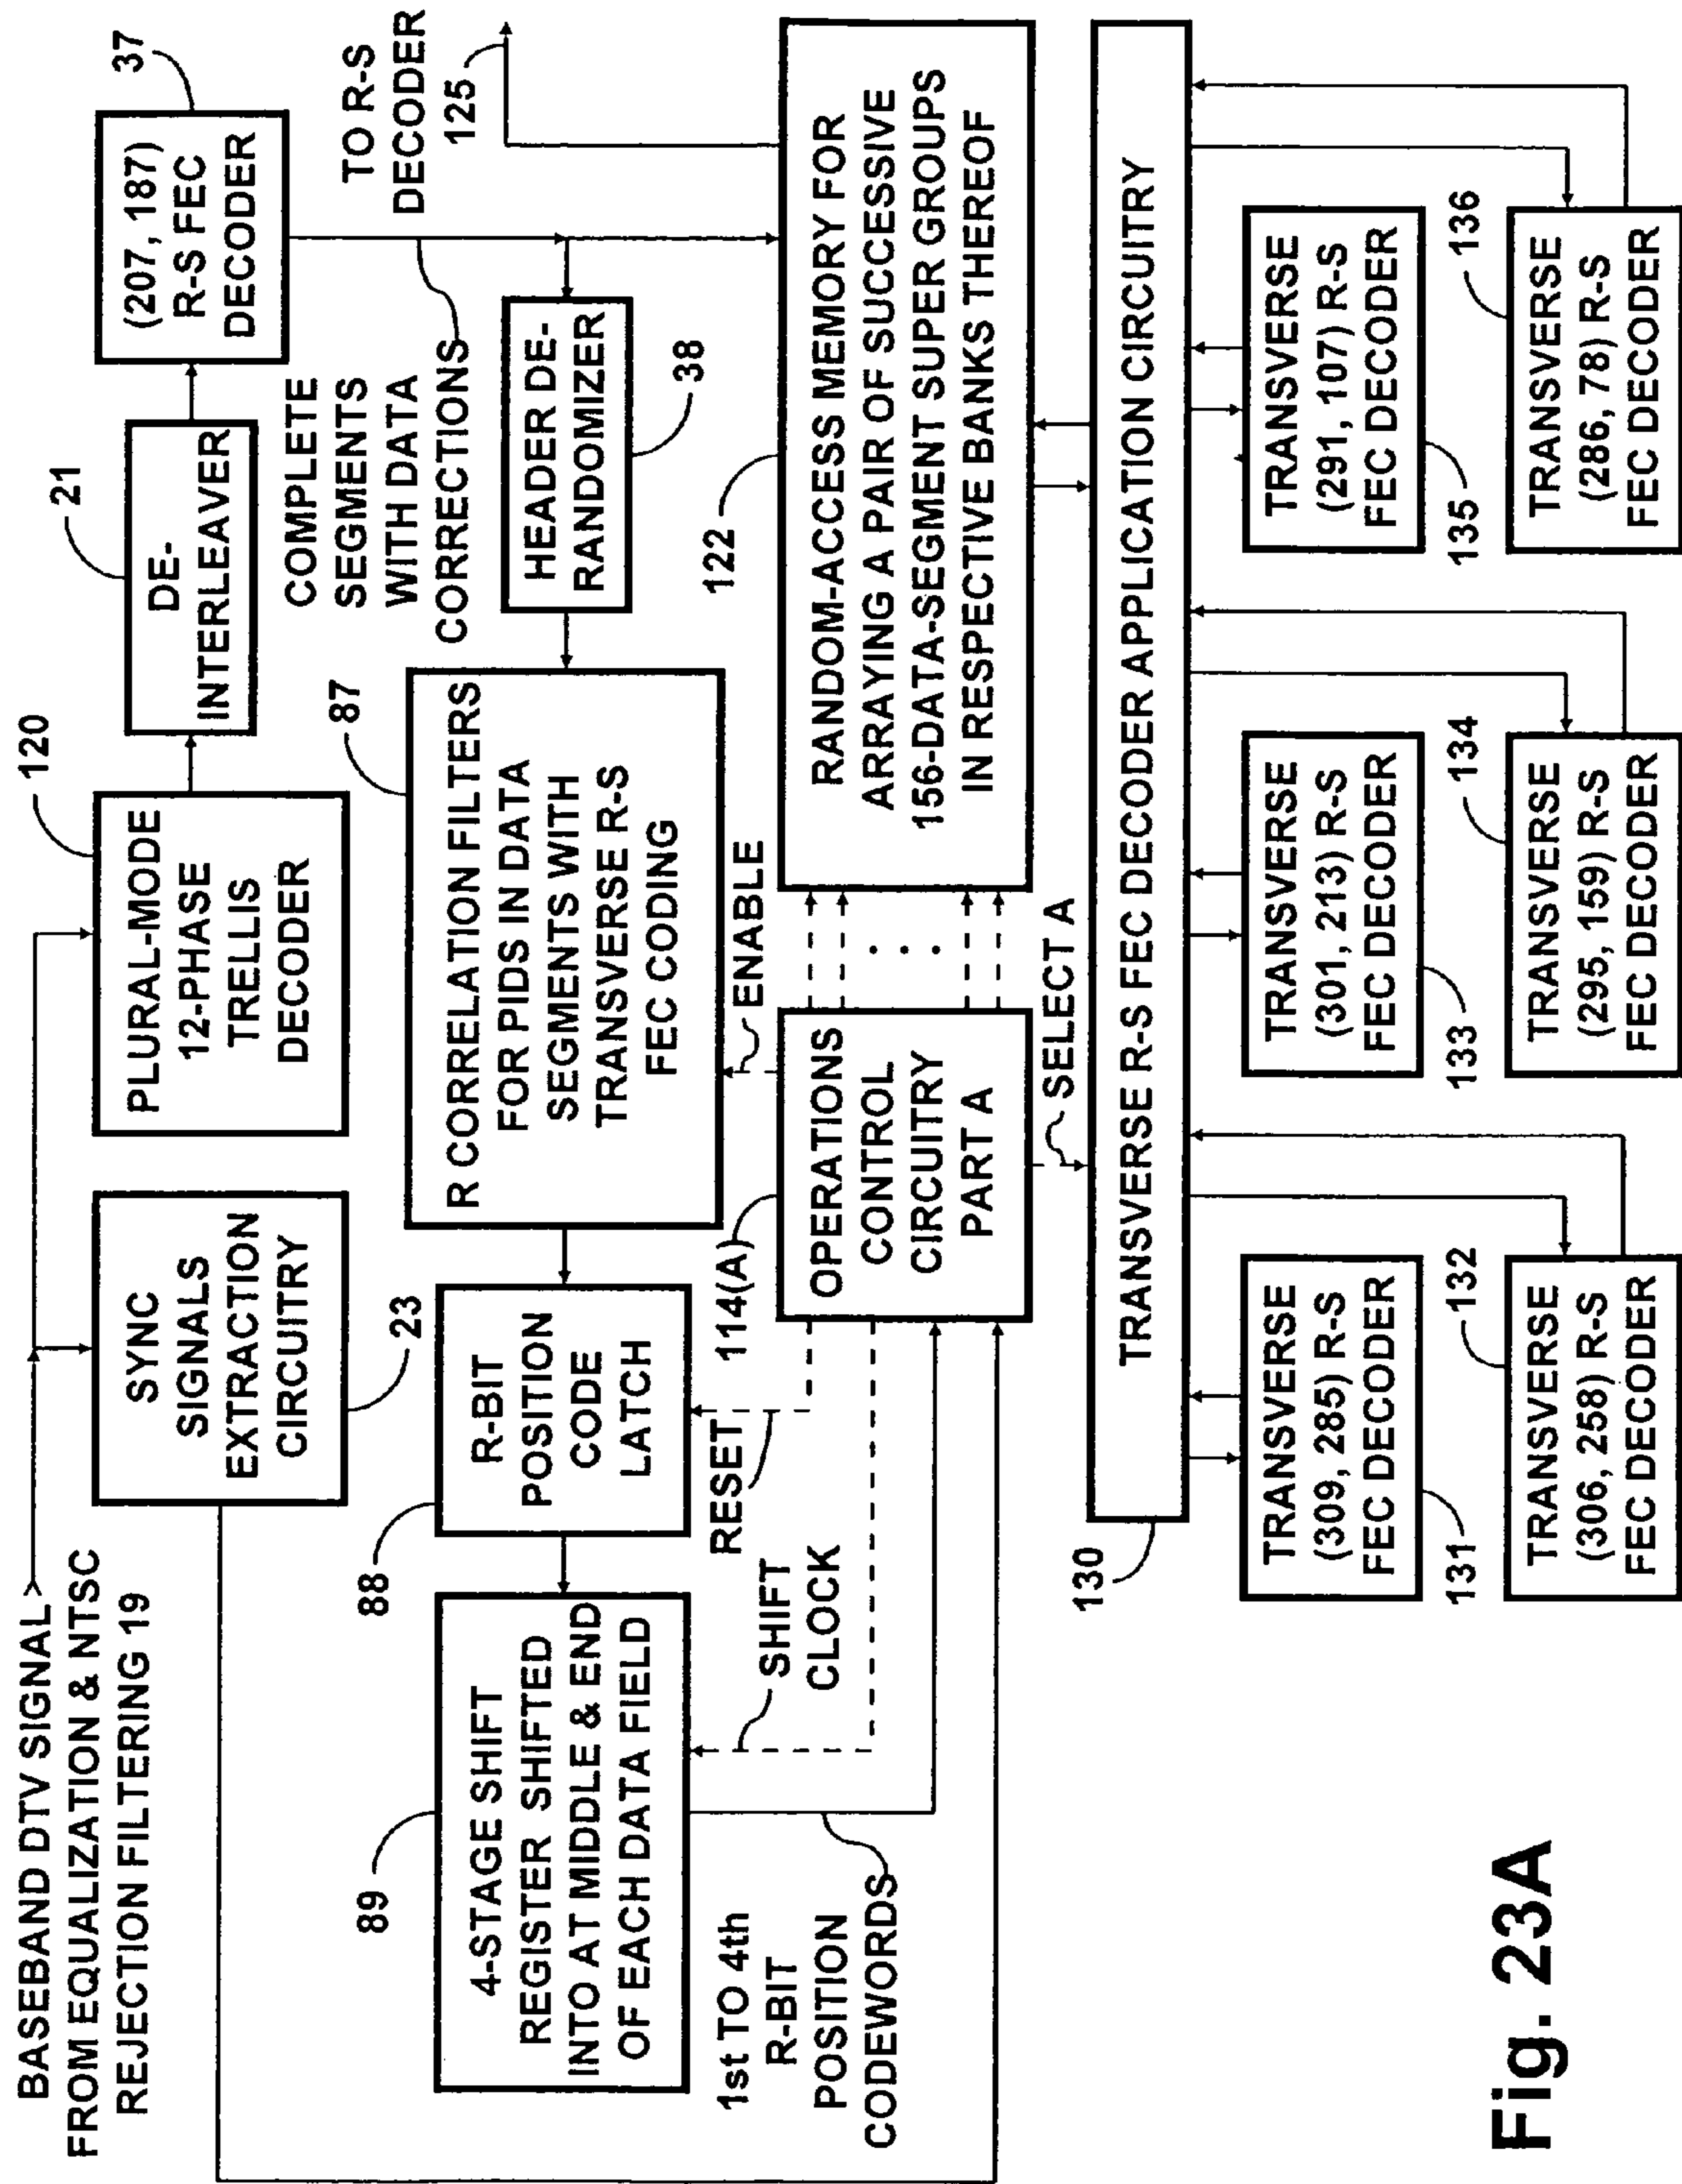 BASEBAND DTV SIGNAL
FROM EQUALIZATION & NTSC
REJECTION FILTERING 19
SYNC
SIGNALS
EXTRACTION
CIRCUITRY
23
PLURAL-MODE
12-PHASE
TRELLIS
DECODER
120
DE-
INTERLEAVER
21
(207, 187)
R-S FEC
DECODER
37
COMPLETE
SEGMENTS
WITH DATA
CORRECTIONS
TO R-S
DECODER
125
HEADER DE-
RANDOMIZER
38
R CORRELATION FILTERS
FOR PIDS IN DATA
SEGMENTS WITH
TRANSVERSE R-S
FEC CODING
87
R-BIT
POSITION
CODE
LATCH
88
4-STAGE SHIFT
REGISTER SHIFTED
INTO AT MIDDLE & END
OF EACH DATA FIELD
89
1st TO 4th
R-BIT
POSITION
CODEWORDS
SHIFT
CLOCK
RESET
114(A)
ENABLE
OPERATIONS
CONTROL
CIRCUITRY
PART A
SELECT A
122
RANDOM-ACCESS MEMORY FOR
ARRAYING A PAIR OF SUCCESSIVE
156-DATA-SEGMENT SUPER GROUPS
IN RESPECTIVE BANKS THEREOF
TRANSVERSE R-S FEC DECODER APPLICATION CIRCUITRY
130
TRANSVERSE
(309, 285) R-S
FEC DECODER
131
TRANSVERSE
(306, 258) R-S
FEC DECODER
132
TRANSVERSE
(301, 213) R-S
FEC DECODER
133
TRANSVERSE
(295, 159) R-S
FEC DECODER
134
TRANSVERSE
(291, 107) R-S
FEC DECODER
135
TRANSVERSE
(286, 78) R-S
FEC DECODER
136
Fig. 23A